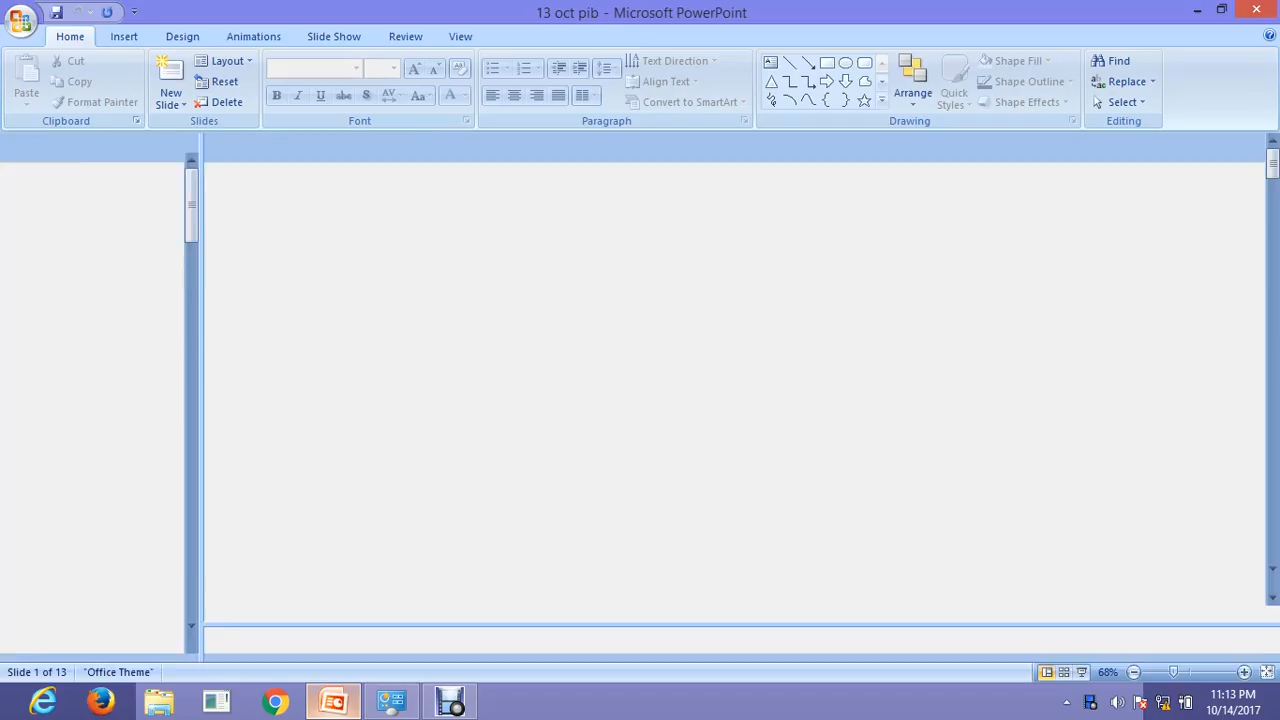 13 oct pib - Microsoft PowerPoint
Home Insert Design Animations Slide Show Review View
Paste
Cut
Copy
Format Painter
Clipboard
New
Slide
Layout
Reset
Delete
Slides
B I U abc S AV Aa A
Font
Text Direction
Align Text
Convert to SmartArt
Paragraph
Arrange
Quick
Styles
Shape Fill
Shape Outline
Shape Effects
Drawing
Find
Replace
Select
Editing
Slide 1 of 13 "Office Theme" 68%
11:13 PM
10/14/2017